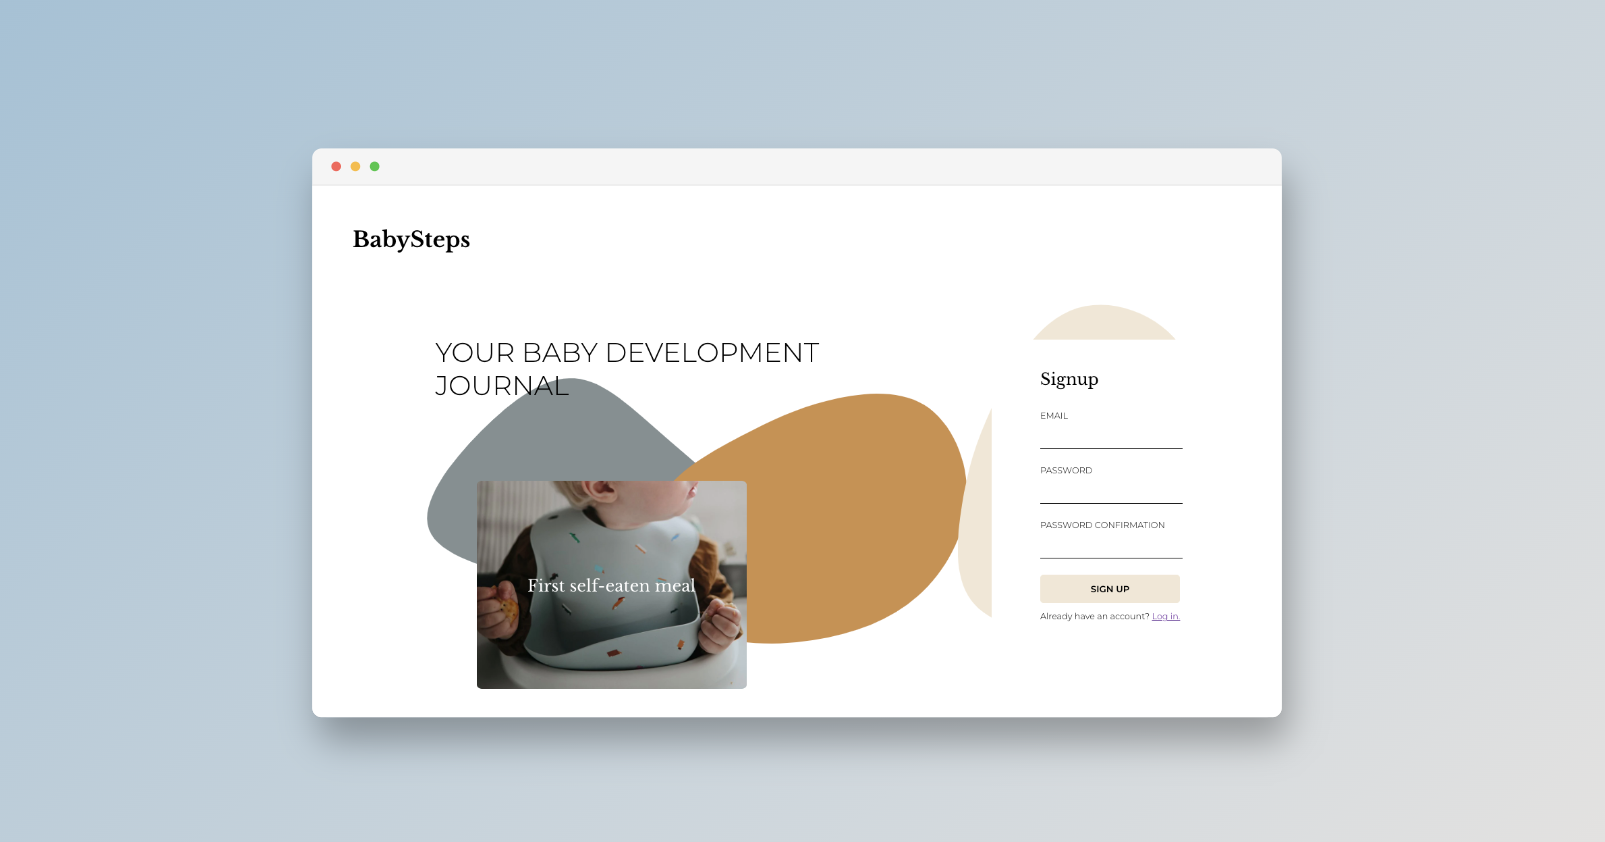 BabySteps
YOUR BABY DEVELOPMENT
JOURNAL
First self-eaten meal
Signup
EMAIL
PASSWORD
PASSWORD CONFIRMATION
SIGN UP
Already have an account? Log in.